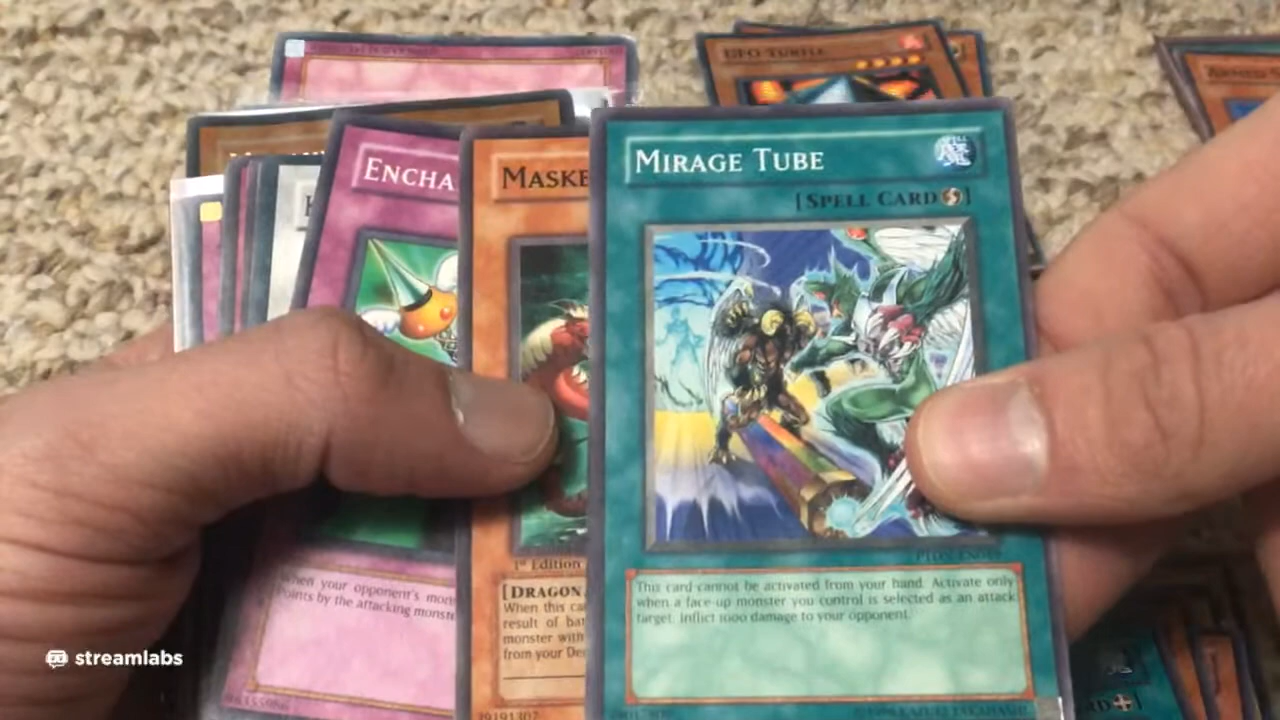 UFO TURTLE
ARMED
MIRAGE TUBE
[SPELL CARD]
ENCHA
MASKE
1st Edition
[DRAGON
When this ca
result of bat
monster with
from your De
39191307
When your opponent's mon
Points by the attacking monst
This card cannot be activated from your hand. Activate only
when a face-up monster you control is selected as an attack
target. Inflict 1000 damage to your opponent.
streamlabs